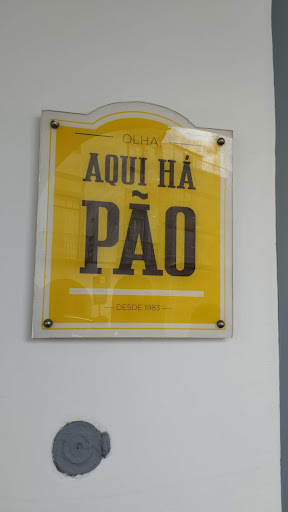 OLHA,
AQUI HÁ
PÃO
DESDE 1983